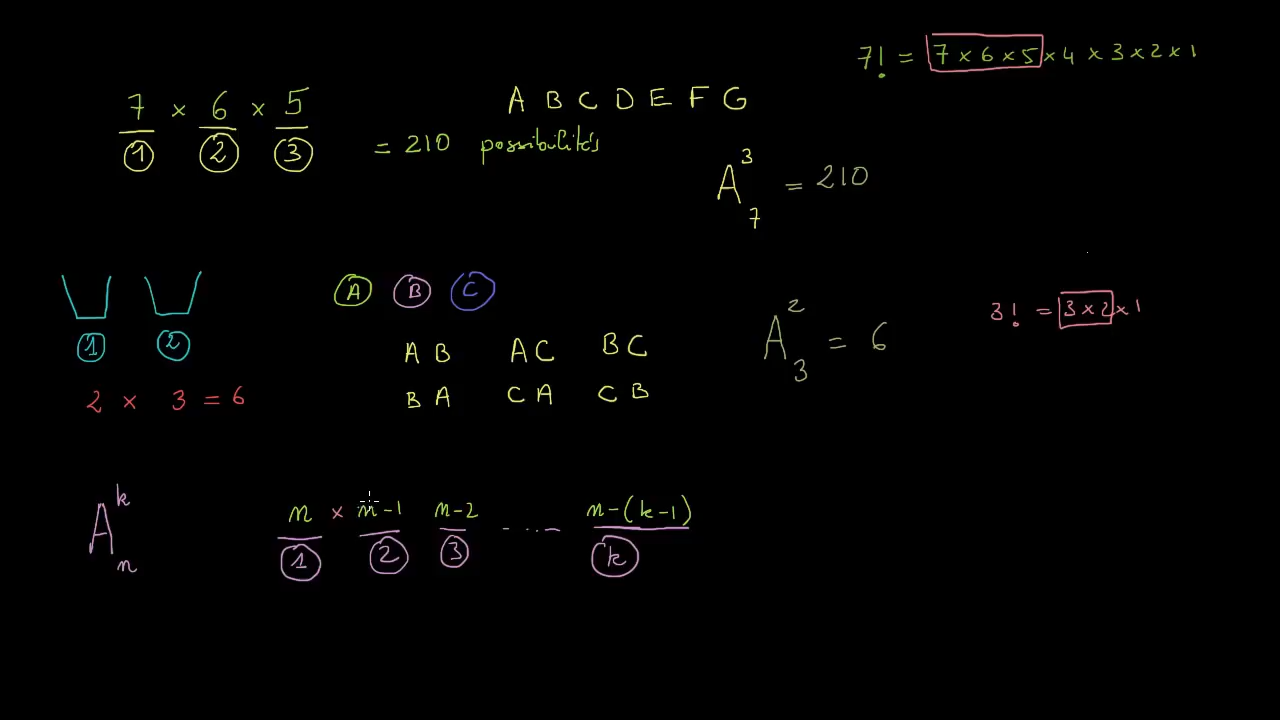 7! = 7 × 6 × 5 × 4 × 3 × 2 × 1
7 × 6 × 5
1 2 3
= 210 possibilités
A B C D E F G
A 3 7 = 210
A B C
1 2
2 × 3 = 6
A B A C B C
B A C A C B
A 2 3 = 6
3! = 3 × 2 × 1
A k n
n × n-1 n-2 ..... n-(k-1)
1 2 3 k